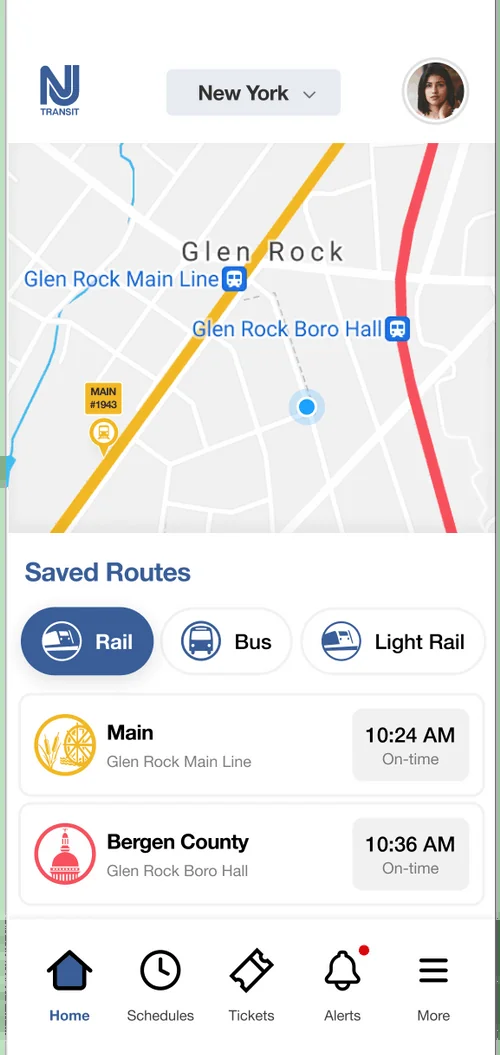 NJ
TRANSIT
New York
Glen Rock
Glen Rock Main Line
Glen Rock Boro Hall
MAIN
#1943
Saved Routes
Rail
Bus
Light Rail
Main
Glen Rock Main Line
10:24 AM
On-time
Bergen County
Glen Rock Boro Hall
10:36 AM
On-time
Home
Schedules
Tickets
Alerts
More